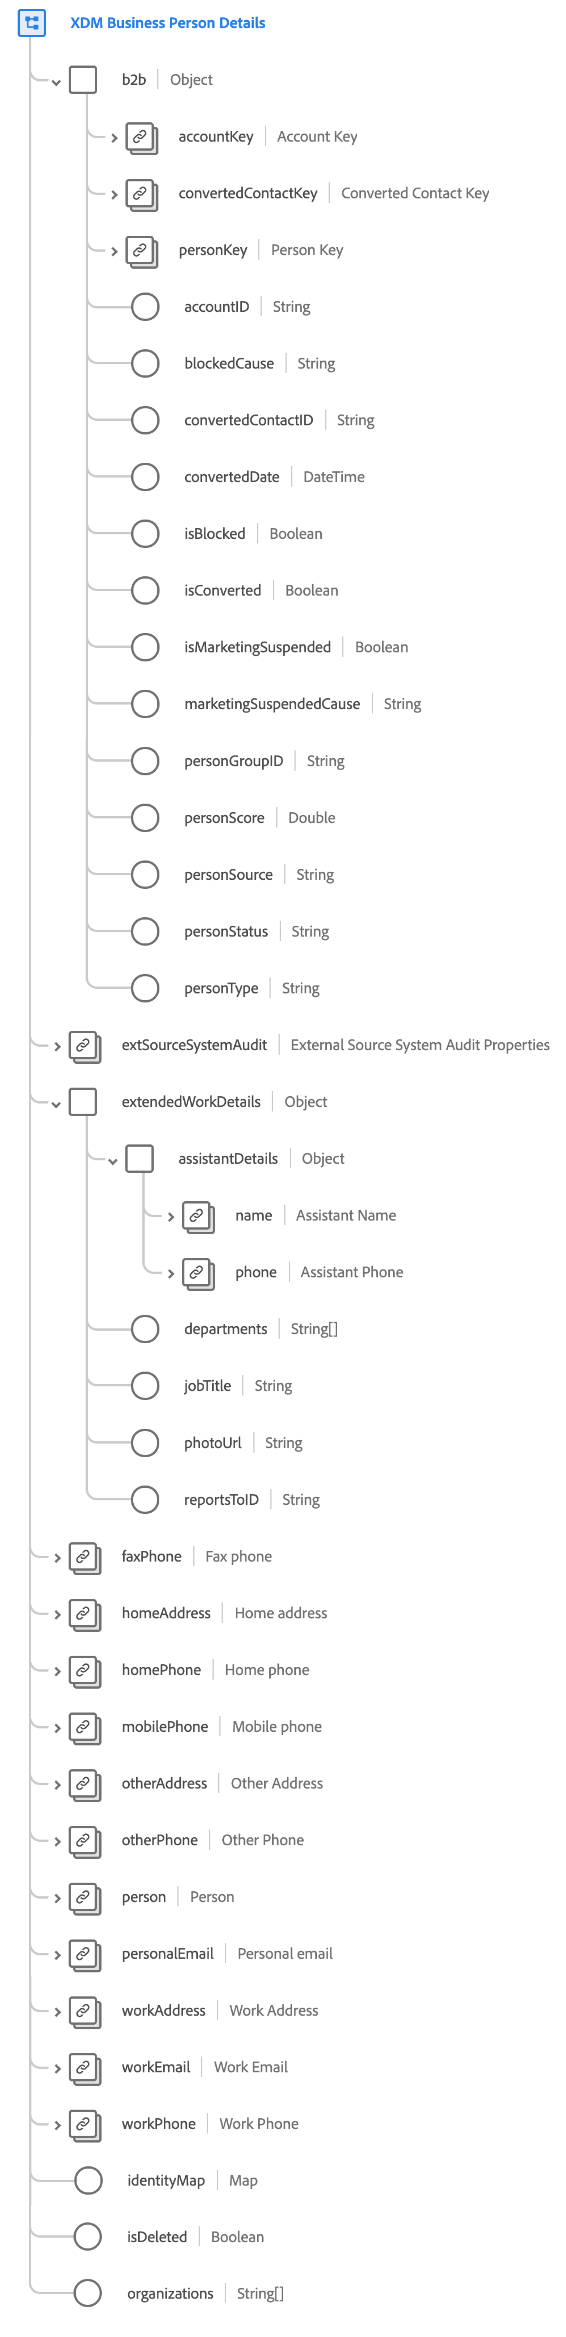 XDM Business Person Details
b2b Object
accountKey Account Key
convertedContactKey Converted Contact Key
personKey Person Key
accountID String
blockedCause String
convertedContactID String
convertedDate DateTime
isBlocked Boolean
isConverted Boolean
isMarketingSuspended Boolean
marketingSuspendedCause String
personGroupID String
personScore Double
personSource String
personStatus String
personType String
extSourceSystemAudit External Source System Audit Properties
extendedWorkDetails Object
assistantDetails Object
name Assistant Name
phone Assistant Phone
departments String[]
jobTitle String
photoUrl String
reportsToID String
faxPhone Fax phone
homeAddress Home address
homePhone Home phone
mobilePhone Mobile phone
otherAddress Other Address
otherPhone Other Phone
person Person
personalEmail Personal email
workAddress Work Address
workEmail Work Email
workPhone Work Phone
identityMap Map
isDeleted Boolean
organizations String[]